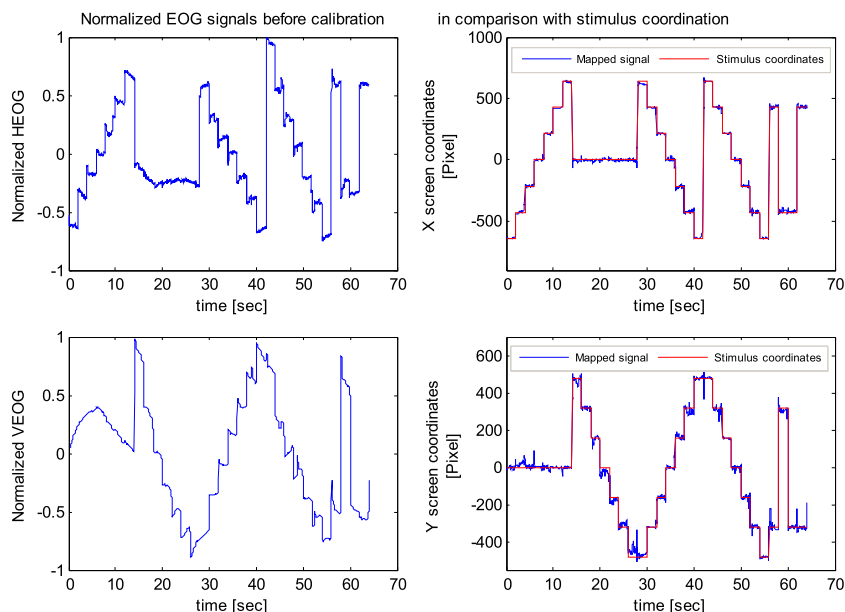 Normalized EOG signals before calibration
in comparison with stimulus coordination
Normalized HEOG
1
0.5
0
-0.5
-1
0 10 20 30 40 50 60 70
time [sec]
X screen coordinates
[Pixel]
1000
500
0
-500
Mapped signal Stimulus coordinates
0 10 20 30 40 50 60 70
time [sec]
Normalized VEOG
1
0.5
0
-0.5
-1
0 10 20 30 40 50 60 70
time [sec]
Y screen coordinates
[Pixel]
600
400
200
0
-200
-400
Mapped signal Stimulus coordinates
0 10 20 30 40 50 60 70
time [sec]